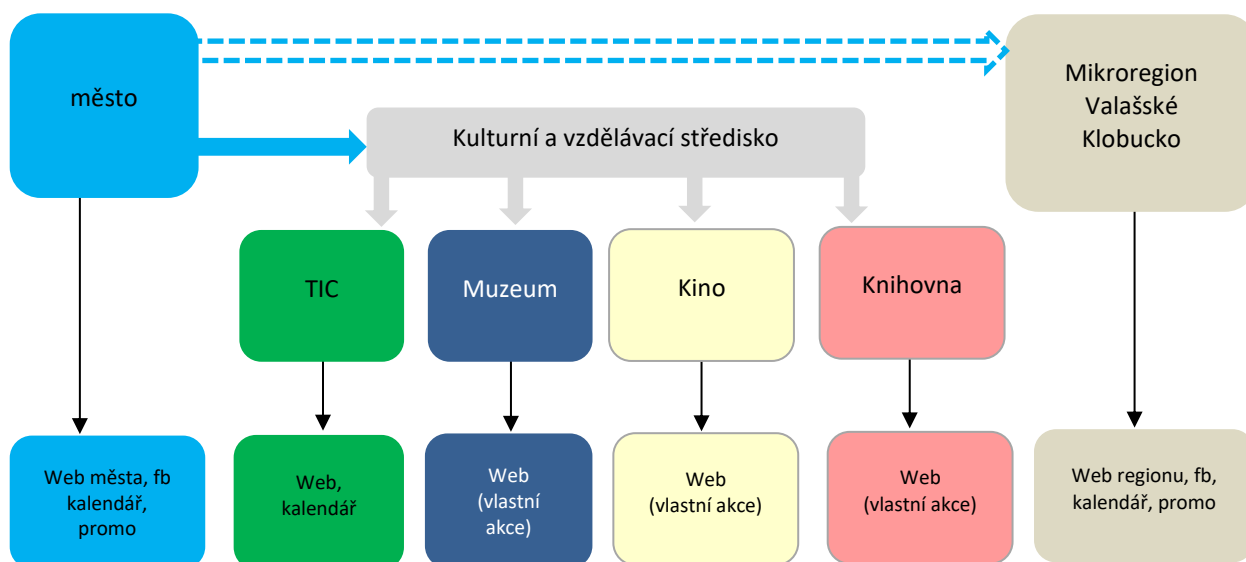 město
Mikroregion
Valašské
Klobucko
Kulturní a vzdělávací středisko
TIC
Muzeum
Kino
Knihovna
Web města, fb
kalendář,
promo
Web,
kalendář
Web
(vlastní
akce)
Web
(vlastní akce)
Web
(vlastní akce)
Web regionu, fb,
kalendář, promo